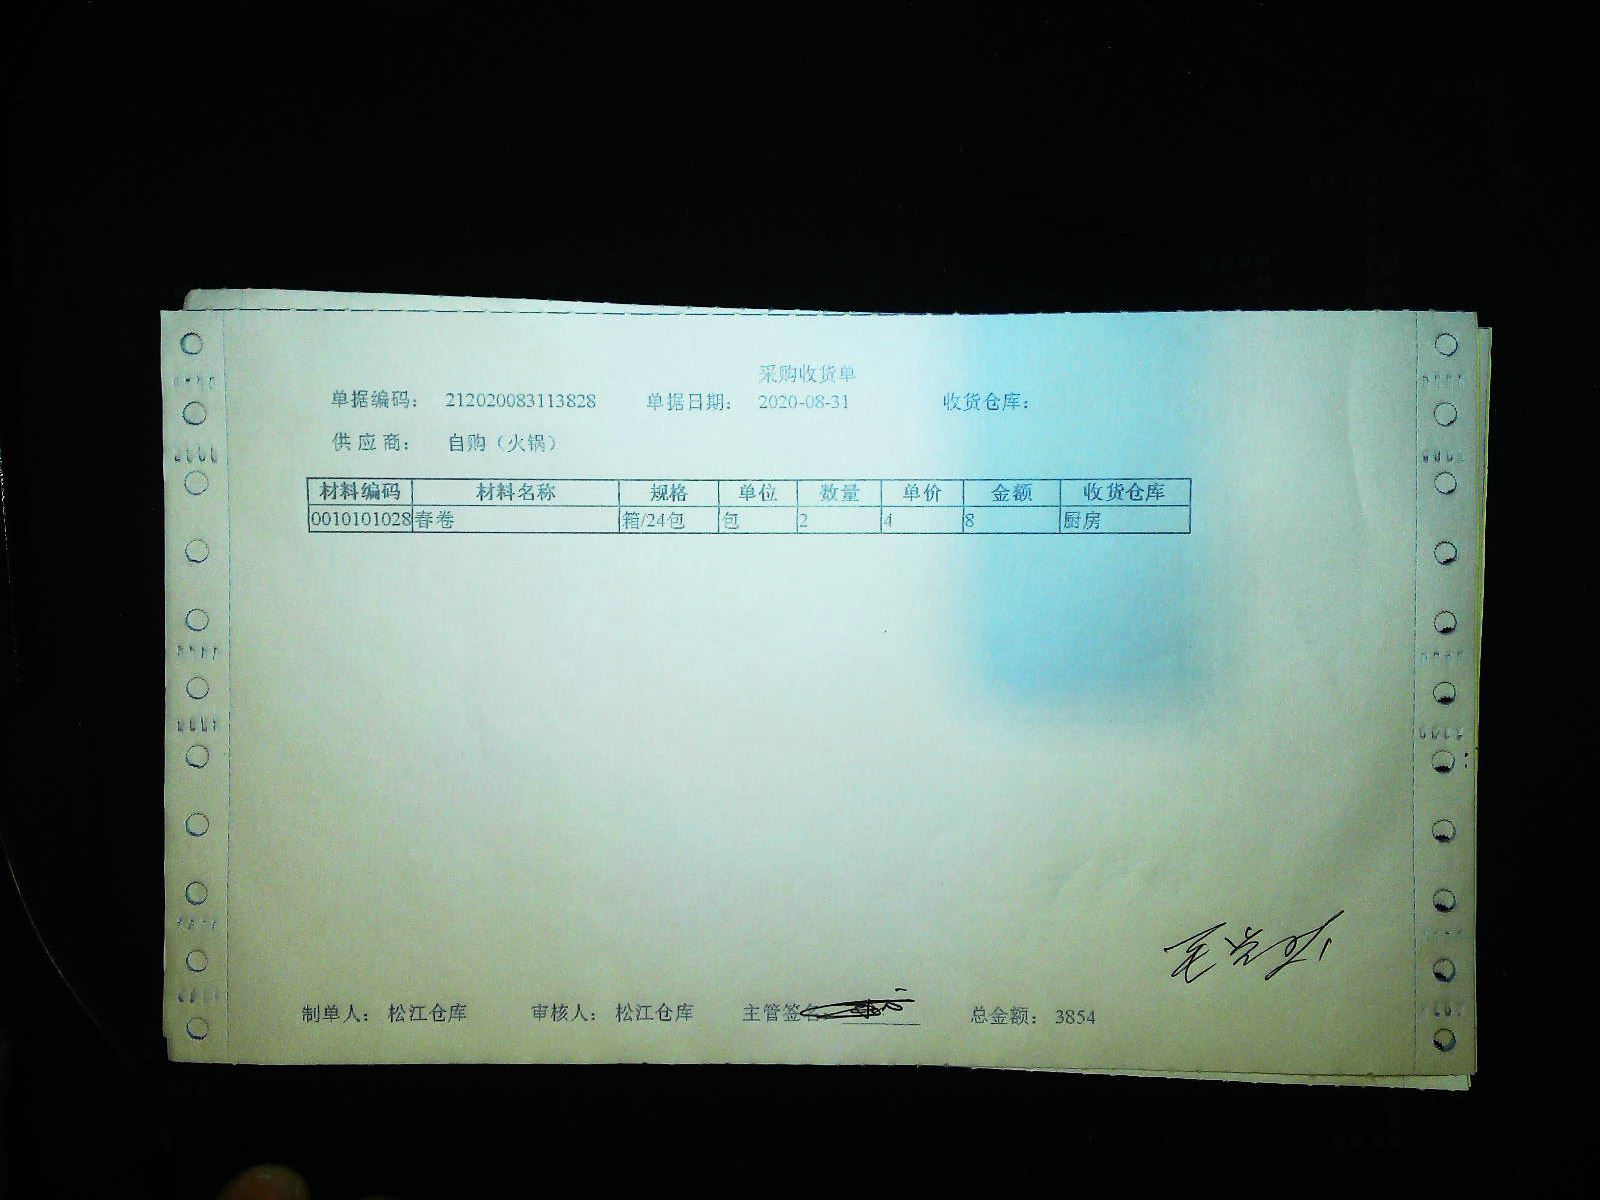 采购收货单
单据编码： 212020083113828 单据日期： 2020-08-31 收货仓库：
供 应 商： 自购（火锅）
材料编码 材料名称 规格 单位 数量 单价 金额 收货仓库
0010101028 春卷 箱/24包 包 2 4 8 厨房
制单人： 松江仓库 审核人： 松江仓库 主管签名 总金额： 3854